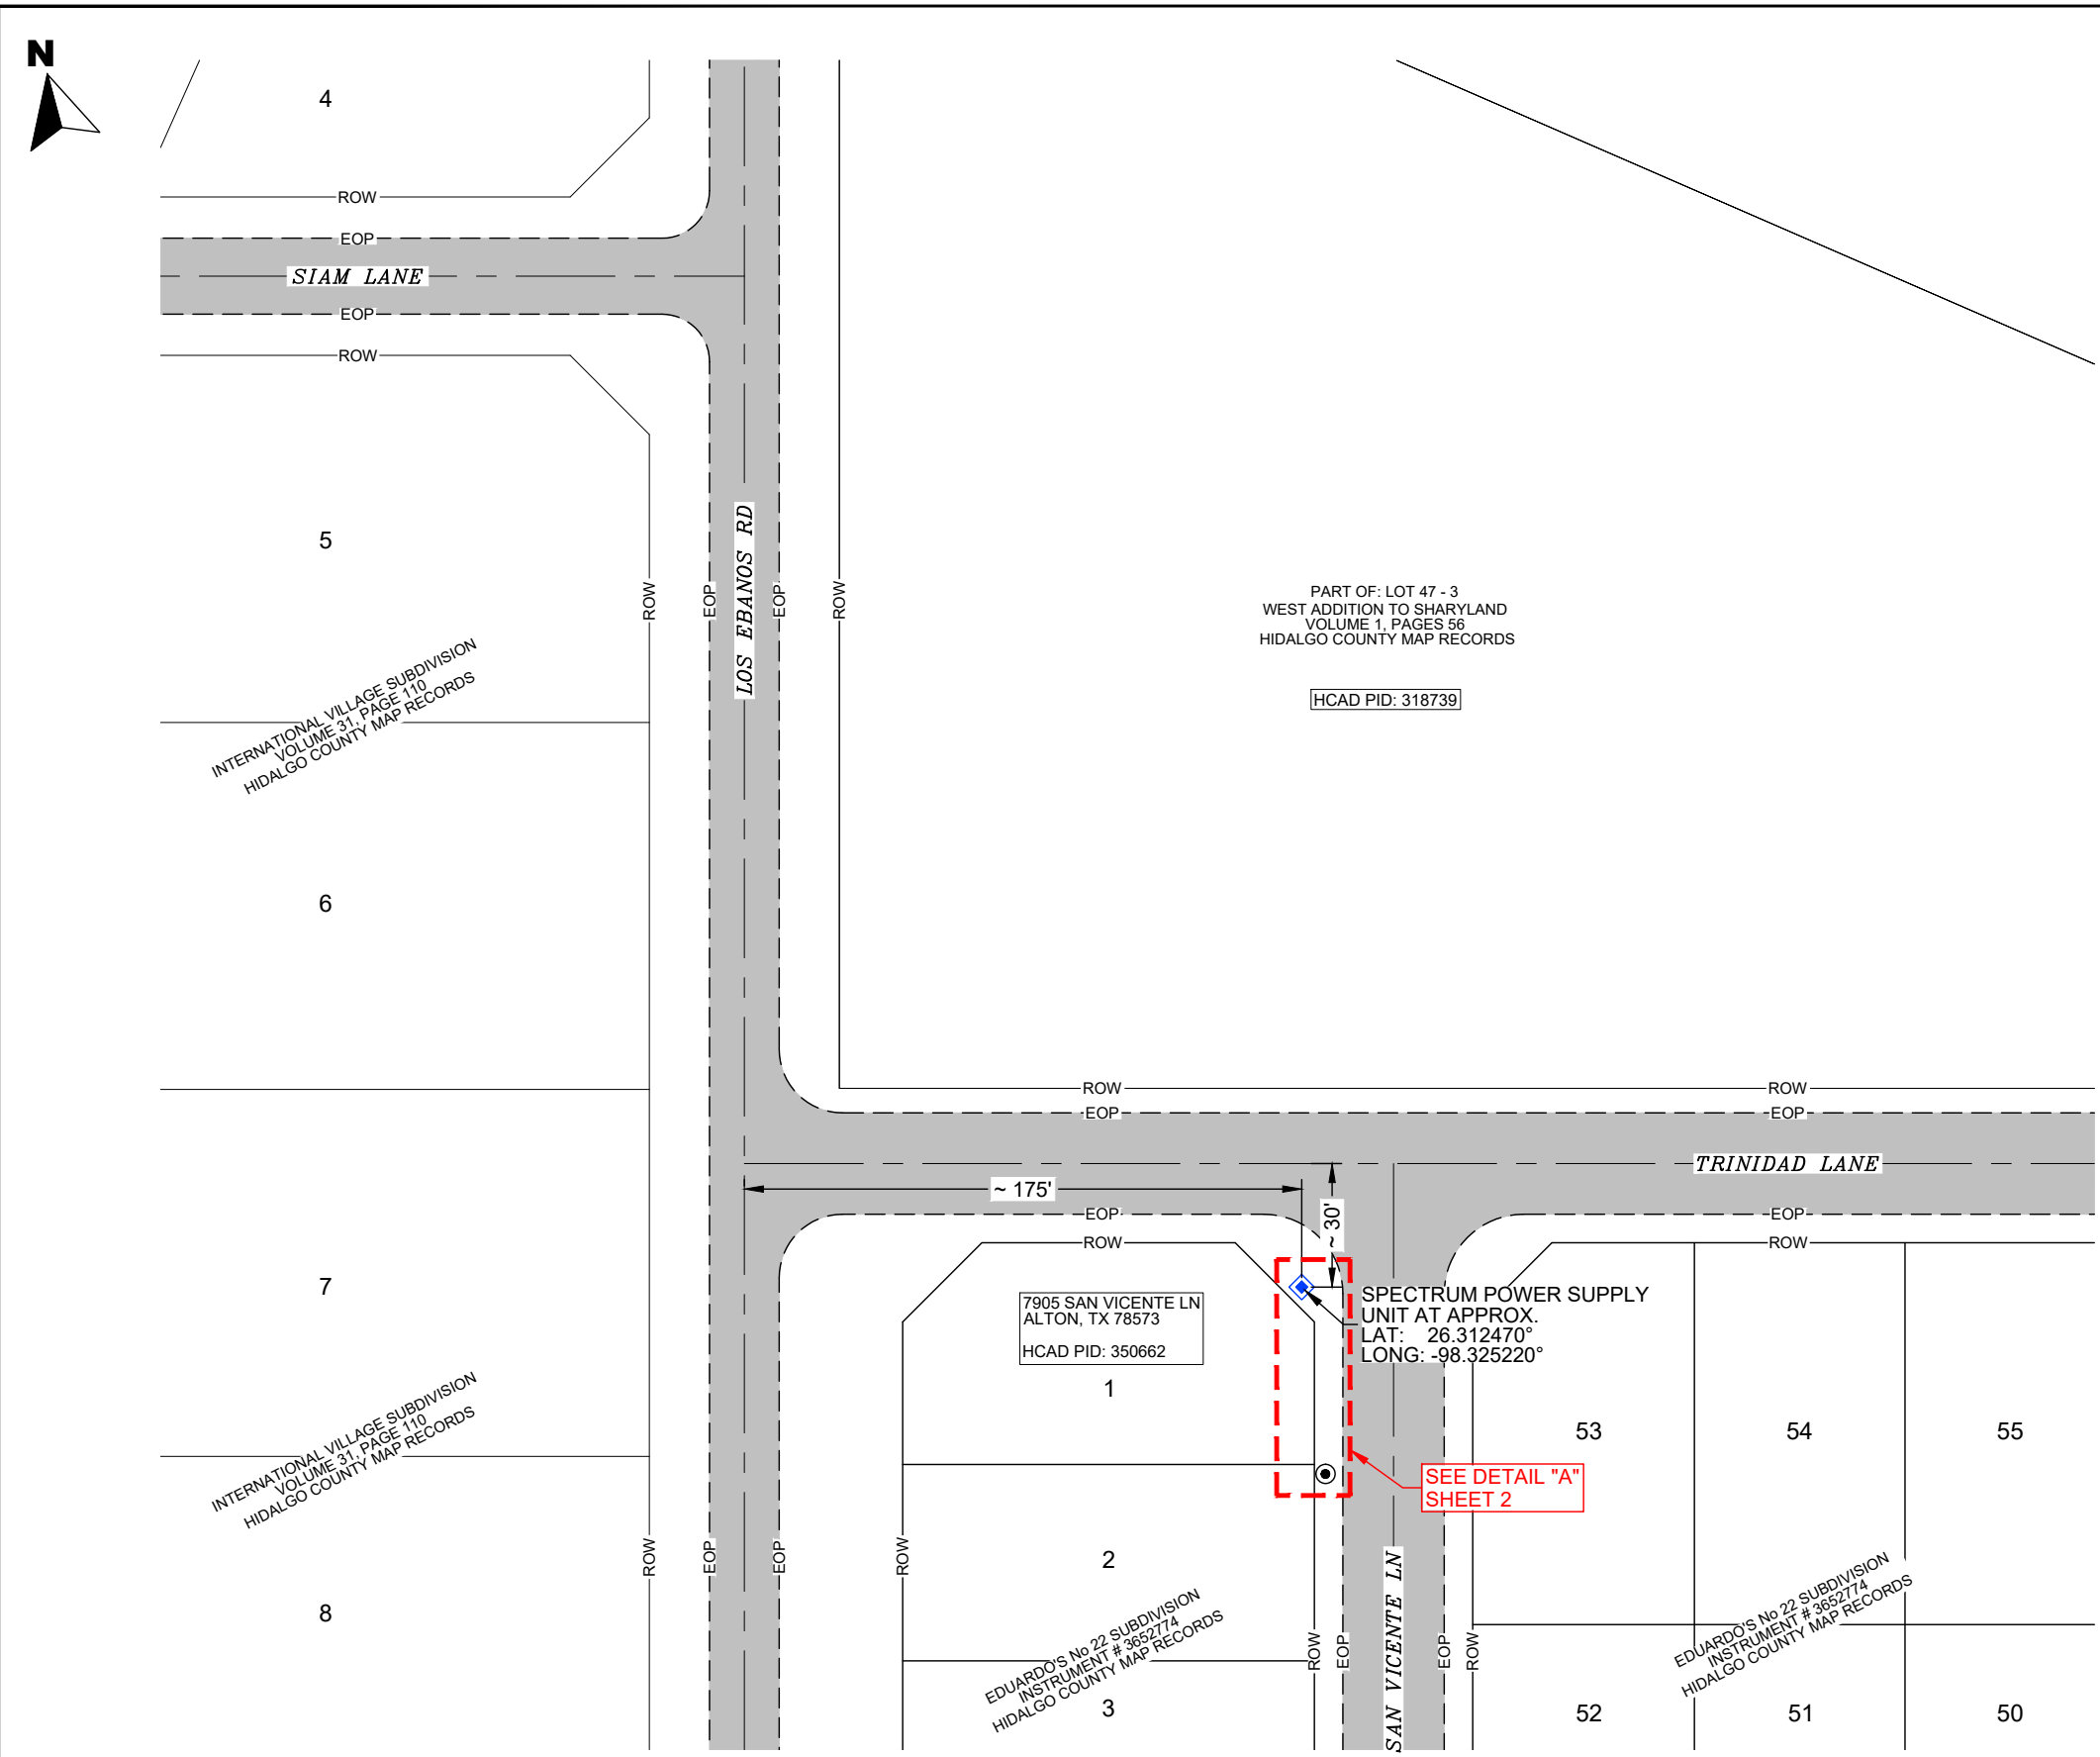 N
4
ROW
EOP
SIAM LANE
EOP
ROW
5
ROW
EOP
LOS EBANOS RD
EOP
ROW
PART OF: LOT 47 - 3
WEST ADDITION TO SHARYLAND
VOLUME 1, PAGES 56
HIDALGO COUNTY MAP RECORDS
HCAD PID: 318739
INTERNATIONAL VILLAGE SUBDIVISION
VOLUME 31, PAGE 110
HIDALGO COUNTY MAP RECORDS
6
ROW
ROW
EOP
EOP
TRINIDAD LANE
~ 175'
~ 30'
EOP
EOP
ROW
ROW
7
7905 SAN VICENTE LN
ALTON, TX 78573
HCAD PID: 350662
SPECTRUM POWER SUPPLY
UNIT AT APPROX.
LAT: 26.312470°
LONG: -98.325220°
1
53
54
55
INTERNATIONAL VILLAGE SUBDIVISION
VOLUME 31, PAGE 110
HIDALGO COUNTY MAP RECORDS
SEE DETAIL "A"
SHEET 2
ROW
EOP
EOP
ROW
2
8
EDUARDO'S No 22 SUBDIVISION
INSTRUMENT # 3652774
HIDALGO COUNTY MAP RECORDS
ROW
EOP
SAN VICENTE LN
EOP
ROW
EDUARDO'S No 22 SUBDIVISION
INSTRUMENT # 3652774
HIDALGO COUNTY MAP RECORDS
3
52
51
50